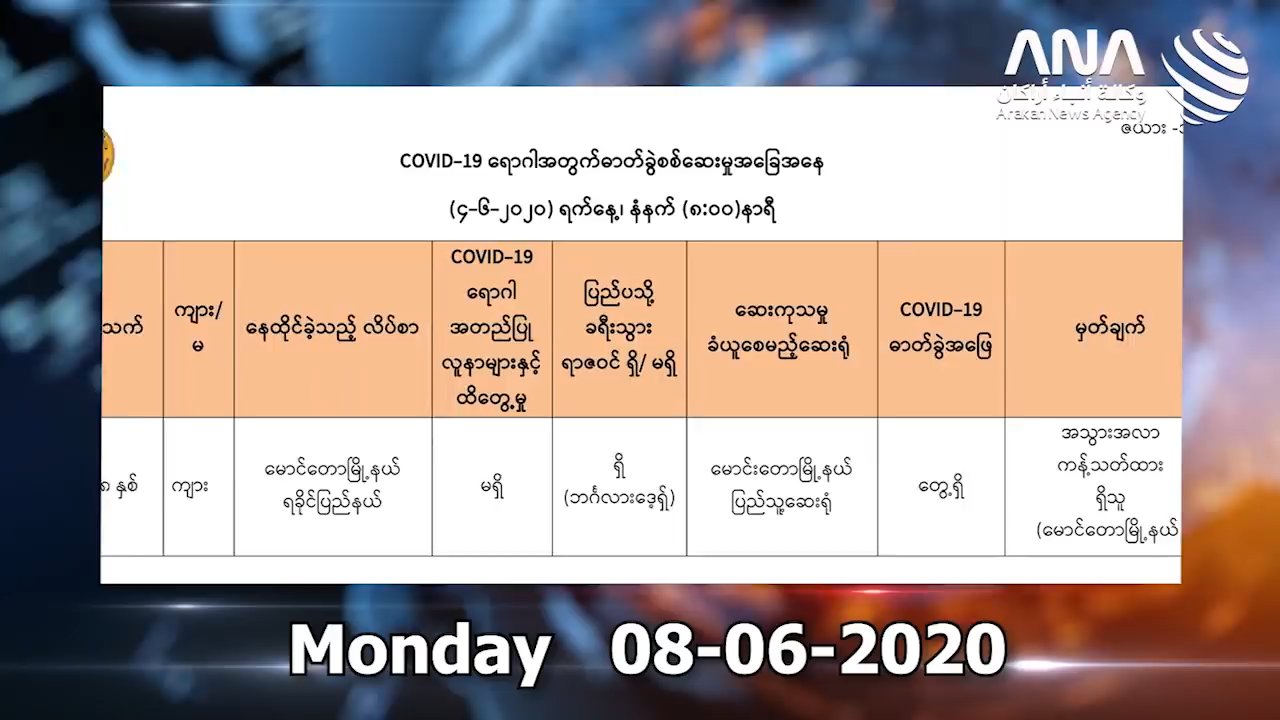 ANA
وكالة أنباء أراكان
Arakan News Agency
ဇယား -
COVID-19 ရောဂါအတွက်ဓာတ်ခွဲစစ်ဆေးမှုအခြေအနေ
(၄-၆-၂၀၂၀) ရက်နေ့၊ နံနက် (၈:၀၀)နာရီ
သက်
ကျား/
မ
နေထိုင်ခဲ့သည့် လိပ်စာ
COVID-19
ရောဂါ
အတည်ပြု
လူနာများနှင့်
ထိတွေ့မှု
ပြည်ပသို့
ခရီးသွား
ရာဇဝင် ရှိ/ မရှိ
ဆေးကုသမှု
ခံယူစေမည့်ဆေးရုံ
COVID-19
ဓာတ်ခွဲအဖြေ
မှတ်ချက်
၈ နှစ်
ကျား
မောင်တောမြို့နယ်
ရခိုင်ပြည်နယ်
မရှိ
ရှိ
(ဘင်္ဂလားဒေ့ရှ်)
မောင်းတောမြို့နယ်
ပြည်သူ့ဆေးရုံ
တွေ့ရှိ
အသွားအလာ
ကန့်သတ်ထား
ရှိသူ
(မောင်တောမြို့နယ်
Monday 08-06-2020